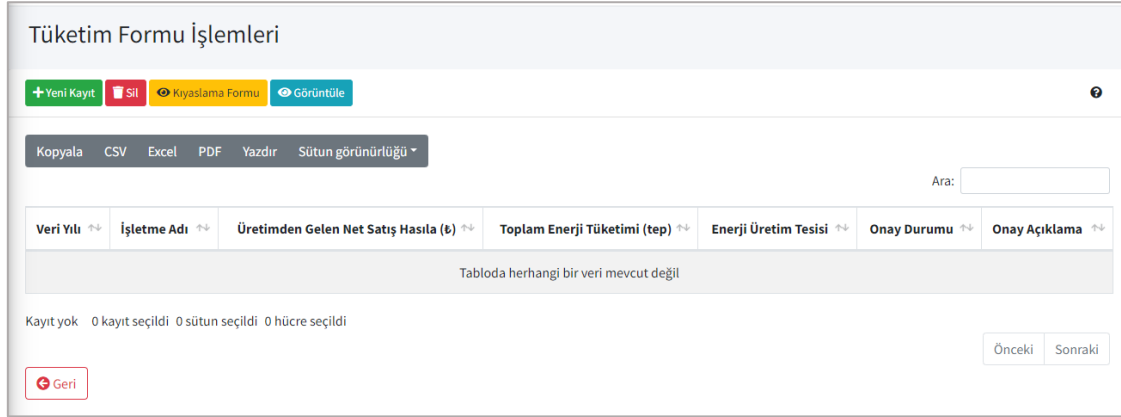 Tüketim Formu İşlemleri
Yeni Kayıt Sil Kıyaslama Formu Görüntüle
Kopyala CSV Excel PDF Yazdır Sütun görünürlüğü
Ara:
Veri Yılı İşletme Adı Üretimden Gelen Net Satış Hasıla (₺) Toplam Enerji Tüketimi (tep) Enerji Üretim Tesisi Onay Durumu Onay Açıklama
Tabloda herhangi bir veri mevcut değil
Kayıt yok 0 kayıt seçildi 0 sütun seçildi 0 hücre seçildi
Önceki Sonraki
Geri